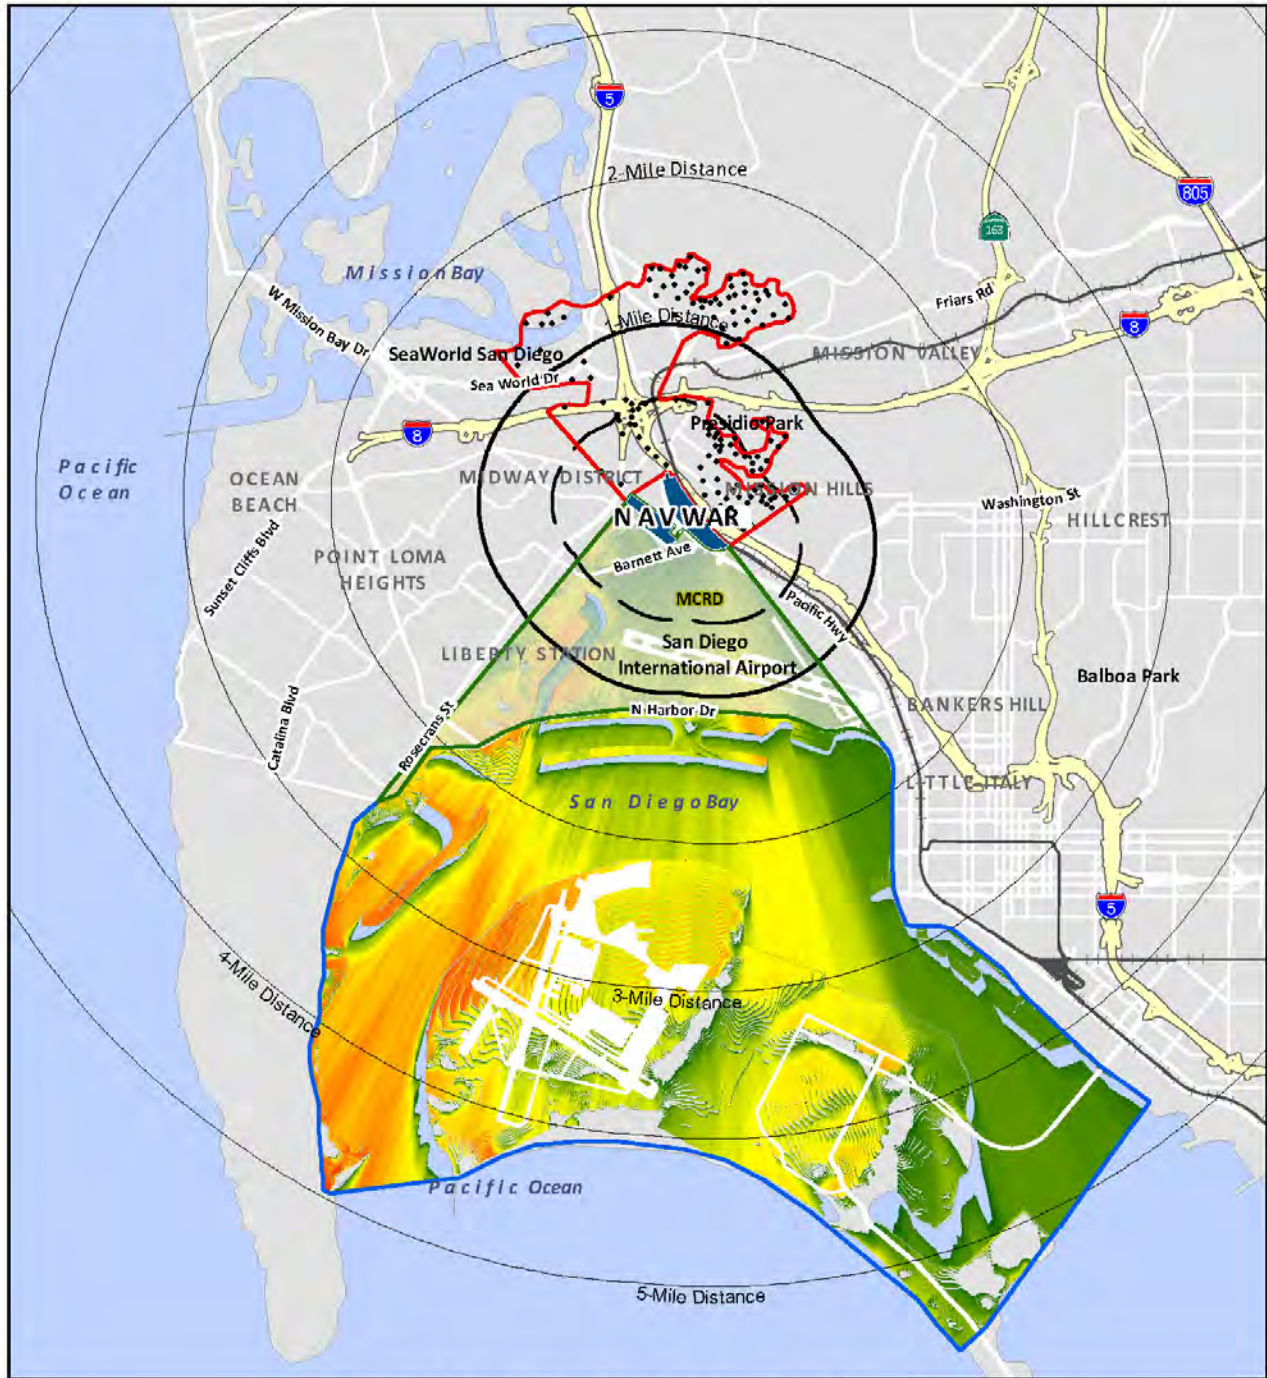 5
805
2-Mile Distance
163
Mission Bay
Friars Rd
W Mission Bay Dr
1-Mile Distance
8
SeaWorld San Diego
MISSION VALLEY
Sea World Dr
Presidio Park
8
Pacific
Ocean
OCEAN
BEACH
MIDWAY DISTRICT
MISSION HILLS
Washington St
NAVWAR
HILLCREST
Sunset Cliffs Blvd
POINT LOMA
HEIGHTS
Barnett Ave
MCRD
Pacific Hwy
San Diego
International Airport
LIBERTY STATION
Balboa Park
Catalina Blvd
Rosecrans St
N Harbor Dr
BANKERS HILL
LITTLE ITALY
San Diego Bay
5
4-Mile Distance
3-Mile Distance
Pacific Ocean
5-Mile Distance